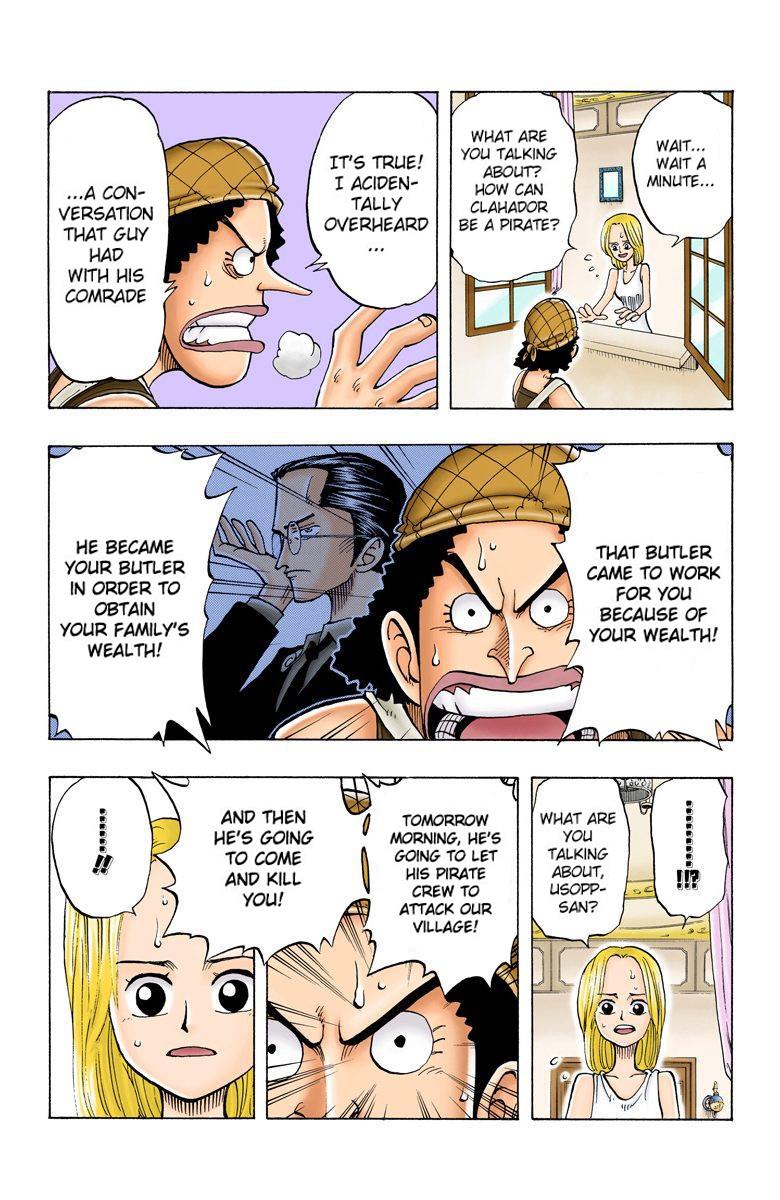 WAIT...
WAIT A
MINUTE...
WHAT ARE
YOU TALKING
ABOUT?
HOW CAN
CLAHADOR
BE A PIRATE?
IT'S TRUE!
I ACIDEN-
TALLY
OVERHEARD
...
...A CON-
VERSATION
THAT GUY
HAD
WITH HIS
COMRADE
THAT BUTLER
CAME TO WORK
FOR YOU
BECAUSE OF
YOUR WEALTH!
HE BECAME
YOUR BUTLER
IN ORDER TO
OBTAIN
YOUR FAMILY'S
WEALTH!
.........!!?
WHAT ARE
YOU
TALKING
ABOUT,
USOPP-
SAN?
TOMORROW
MORNING, HE'S
GOING TO LET
HIS PIRATE
CREW TO
ATTACK OUR
VILLAGE!
AND THEN
HE'S GOING
TO COME
AND KILL
YOU!
.........!!